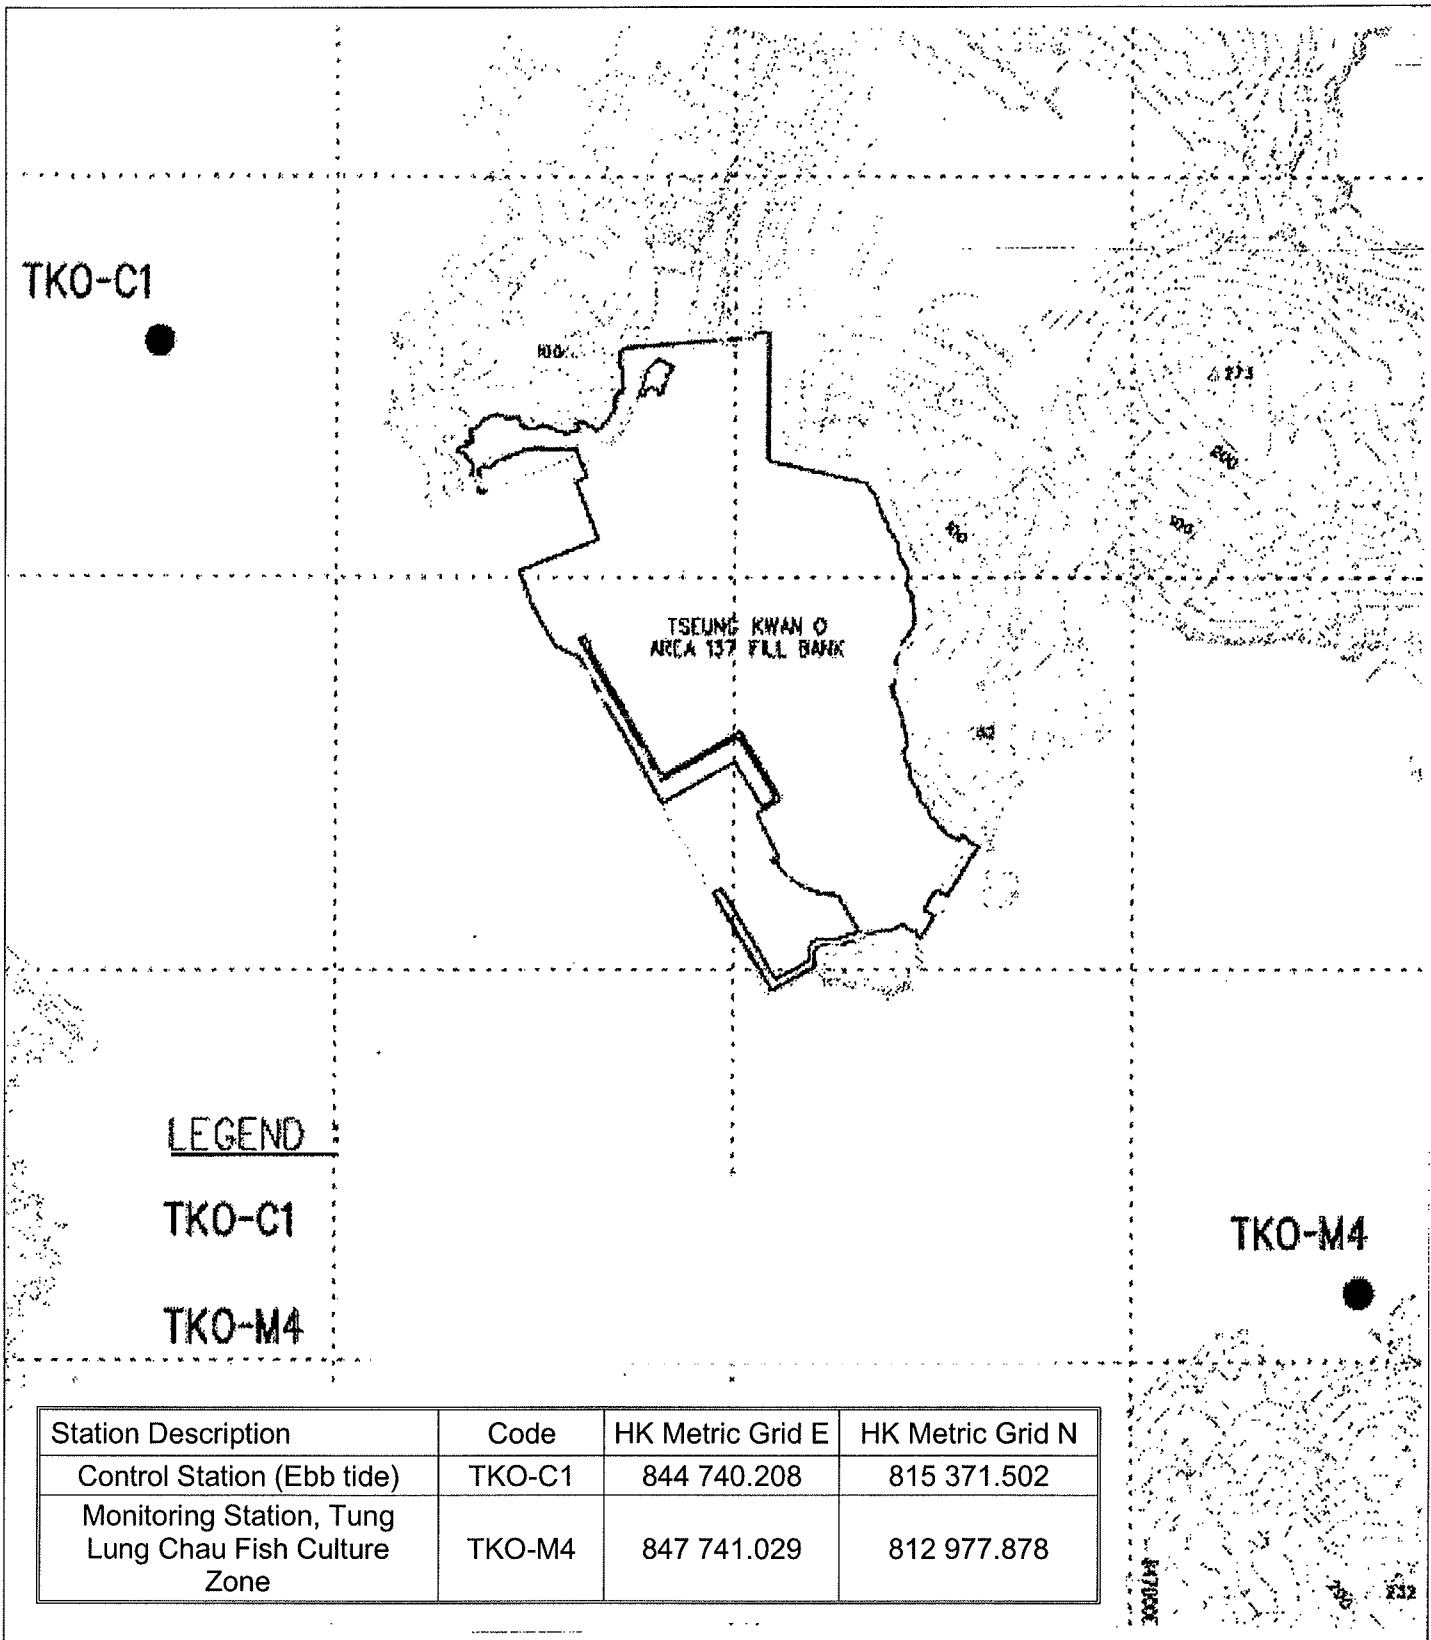 TKO-C1
100
273
200
100
TSEUNG KWAN O
AREA 137 FILL BANK
LEGEND
TKO-C1
TKO-M4
TKO-M4
Station Description Code HK Metric Grid E HK Metric Grid N
Control Station (Ebb tide) TKO-C1 844 740.208 815 371.502
Monitoring Station, Tung
Lung Chau Fish Culture
Zone TKO-M4 847 741.029 812 977.878
232